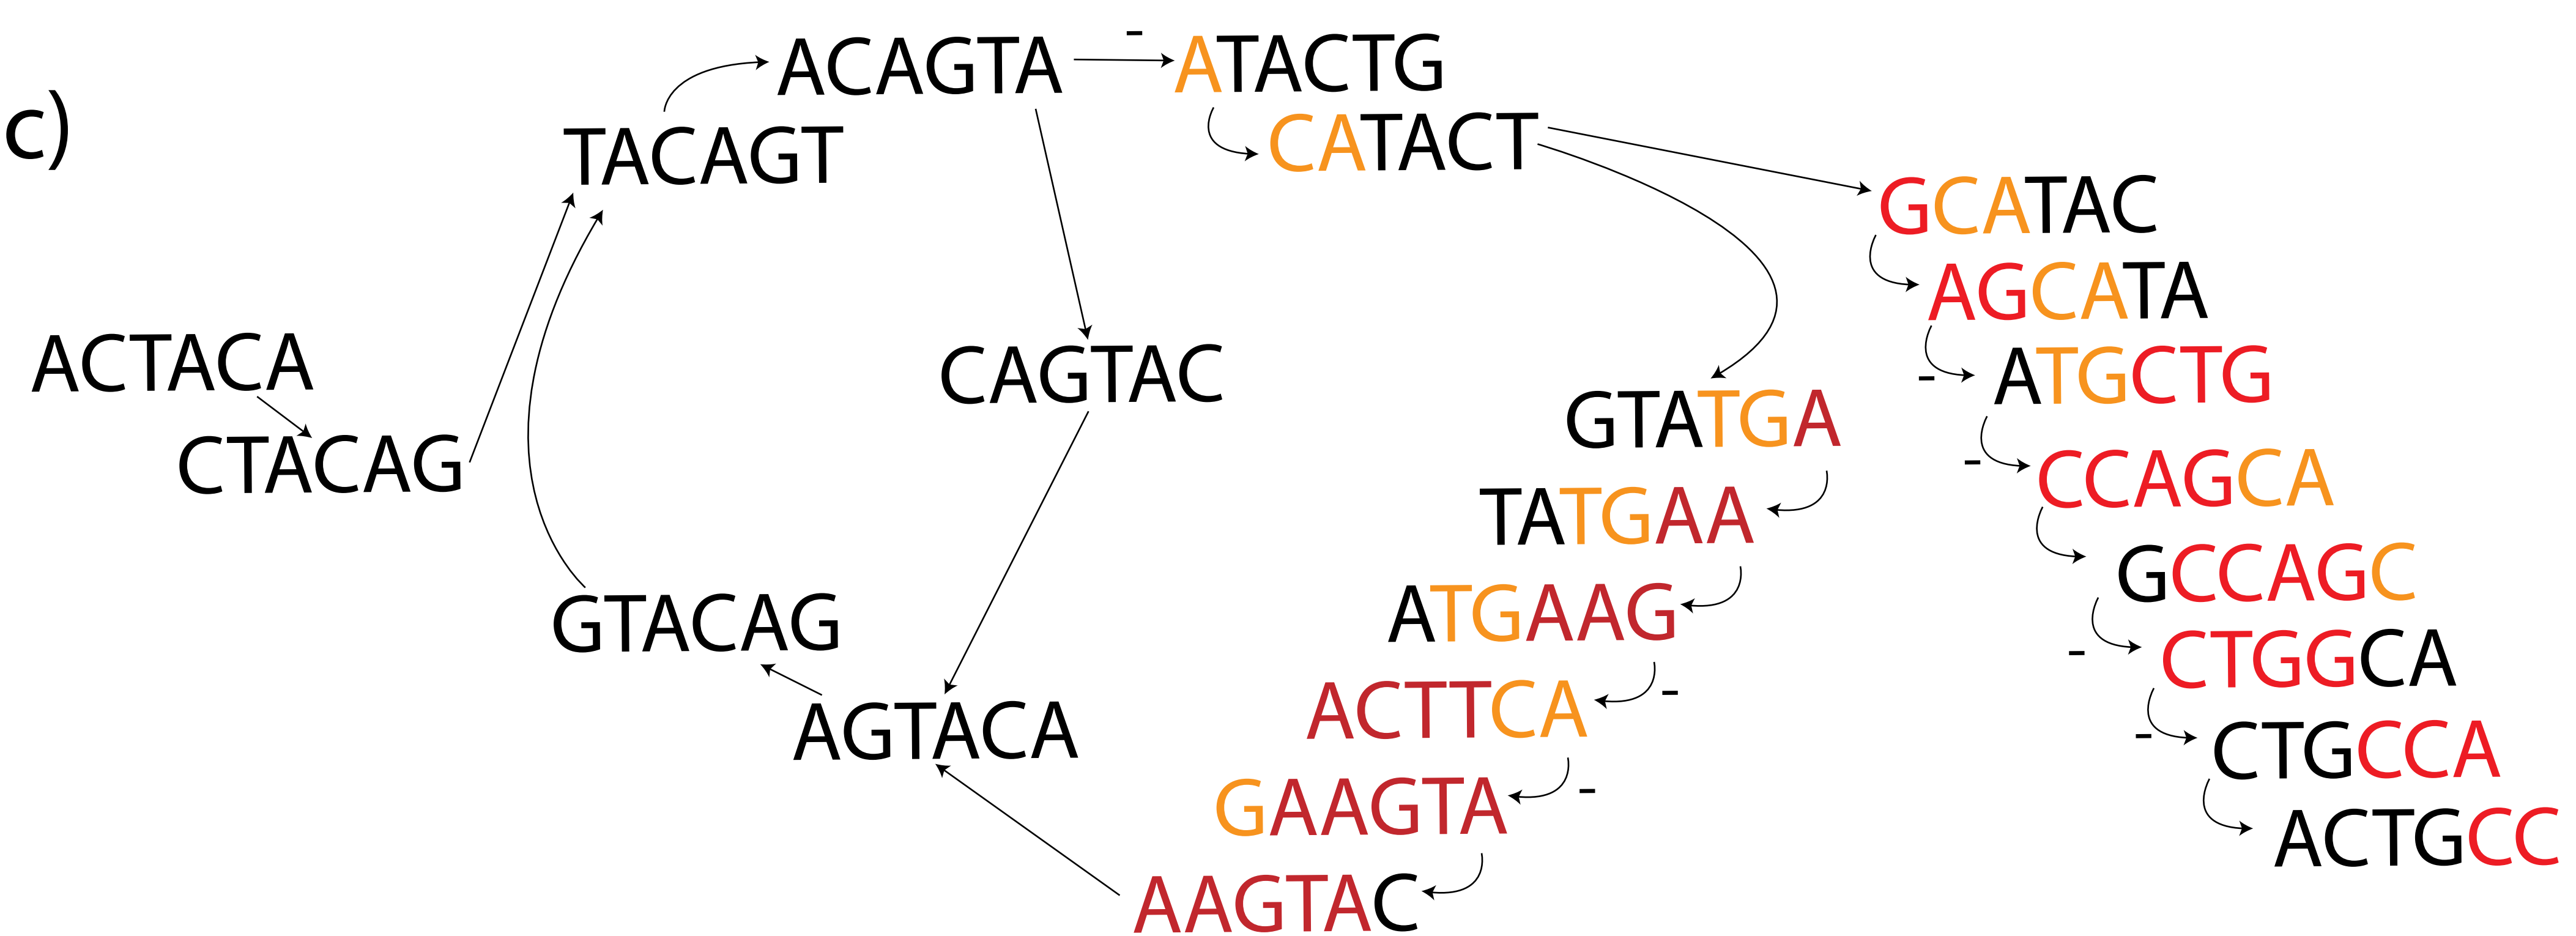 c)
ACTACA
CTACAG
TACAGT
ACAGTA
-
ATACTG
CATACT
CAGTAC
AGTACA
GTACAG
GTATGA
TATGAA
ATGAAG
-
ACTTCA
-
GAAGTA
AAGTAC
GCATAC
AGCATA
-
ATGCTG
-
CCAGCA
GCCAGC
-
CTGGCA
-
CTGCCA
ACTGCC